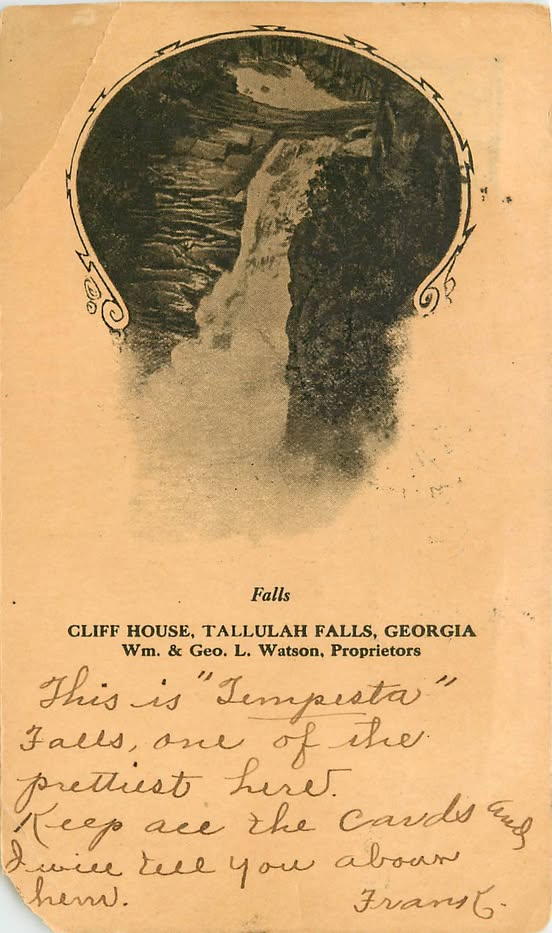 Falls
CLIFF HOUSE, TALLULAH FALLS, GEORGIA
Wm. & Geo. L. Watson, Proprietors
This is "Tempesta"
Falls, one of the
prettiest here.
Keep all the cards and
I will tell you about
hem.
Frank.